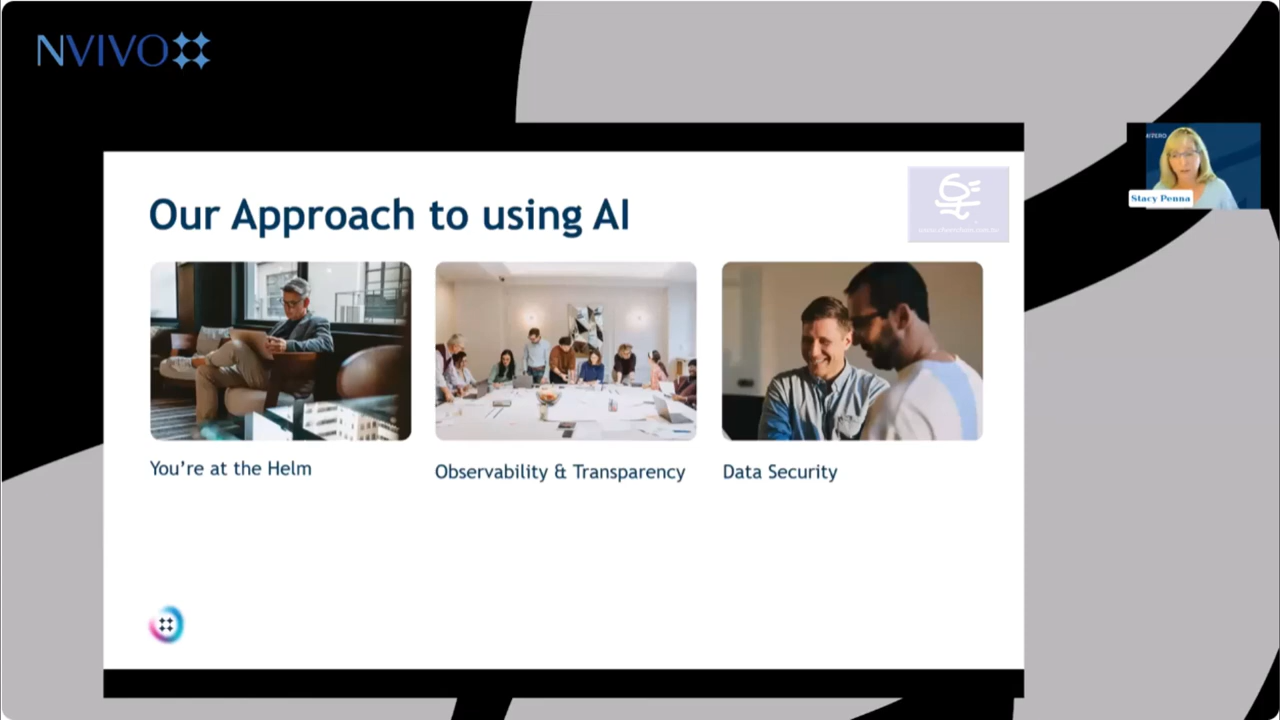 NVIVO
Our Approach to using AI
Stacy Penna
You’re at the Helm
Observability & Transparency
Data Security